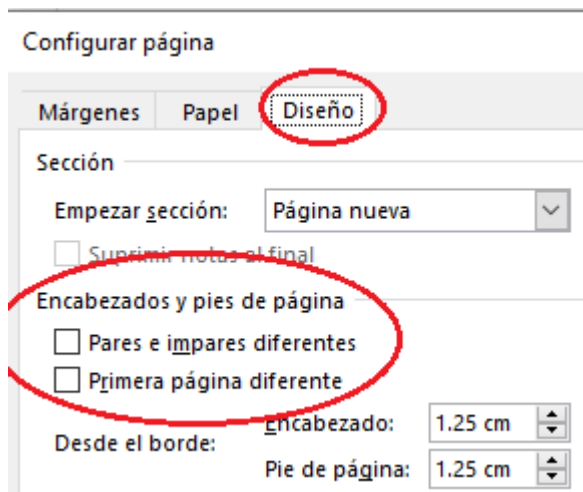 Configurar página
Márgenes Papel Diseño
Sección
Empezar sección: Página nueva
Suprimir notas al final
Encabezados y pies de página
Pares e impares diferentes
Primera página diferente
Desde el borde: Encabezado: 1.25 cm
Pie de página: 1.25 cm